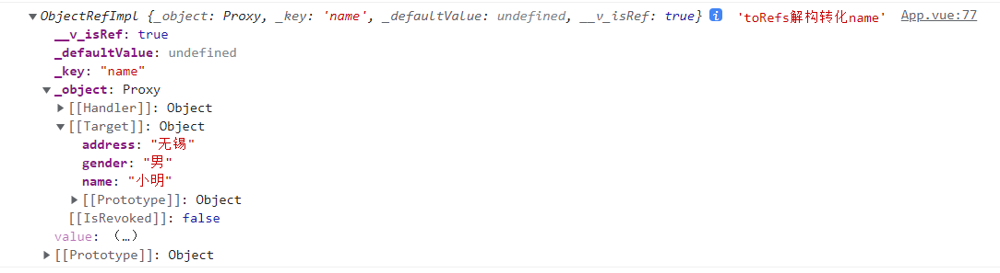 ▼ObjectRefImpl {_object: Proxy, _key: 'name', _defaultValue: undefined, __v_isRef: true} i 'toRefs解构转化name' App.vue:77
__v_isRef: true
_defaultValue: undefined
_key: "name"
▼_object: Proxy
▶[[Handler]]: Object
▼[[Target]]: Object
address: "无锡"
gender: "男"
name: "小明"
▶[[Prototype]]: Object
[[IsRevoked]]: false
value: (…)
▶[[Prototype]]: Object